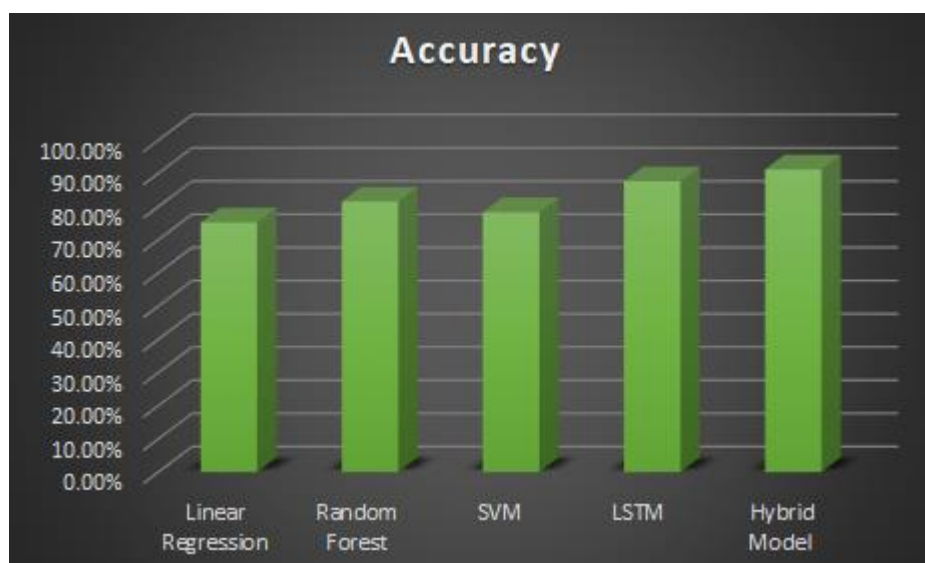 Accuracy
100.00%
90.00%
80.00%
70.00%
60.00%
50.00%
40.00%
30.00%
20.00%
10.00%
0.00%
Linear
Regression
Random
Forest
SVM
LSTM
Hybrid
Model